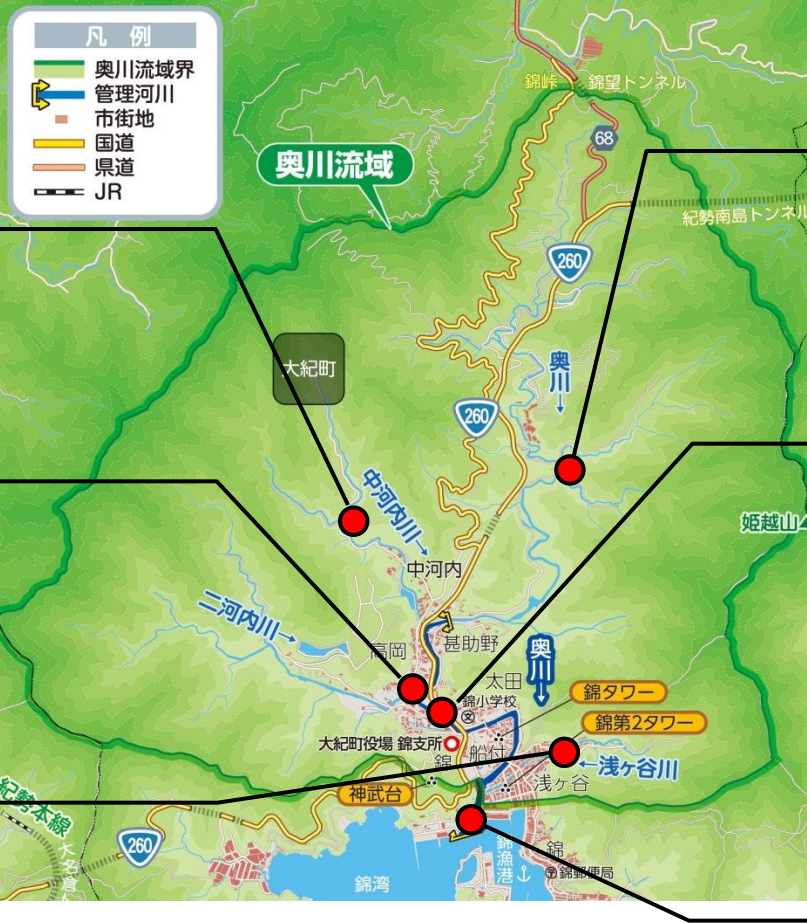 凡 例
奥川流域界
管理河川
市街地
国道
県道
JR
錦峠
錦望トンネル
68
奥川流域
紀勢南島トンネル
260
大紀町
奥川
260
中河内川
姫越山
中河内
二河内川
高岡
甚助野
奥川
太田
錦タワー
錦小学校
文
錦第2タワー
大紀町役場 錦支所
船付
錦
浅ヶ谷川
浅ヶ谷
神武台
紀勢本線
260
錦湾
錦漁港
錦
錦郵便局